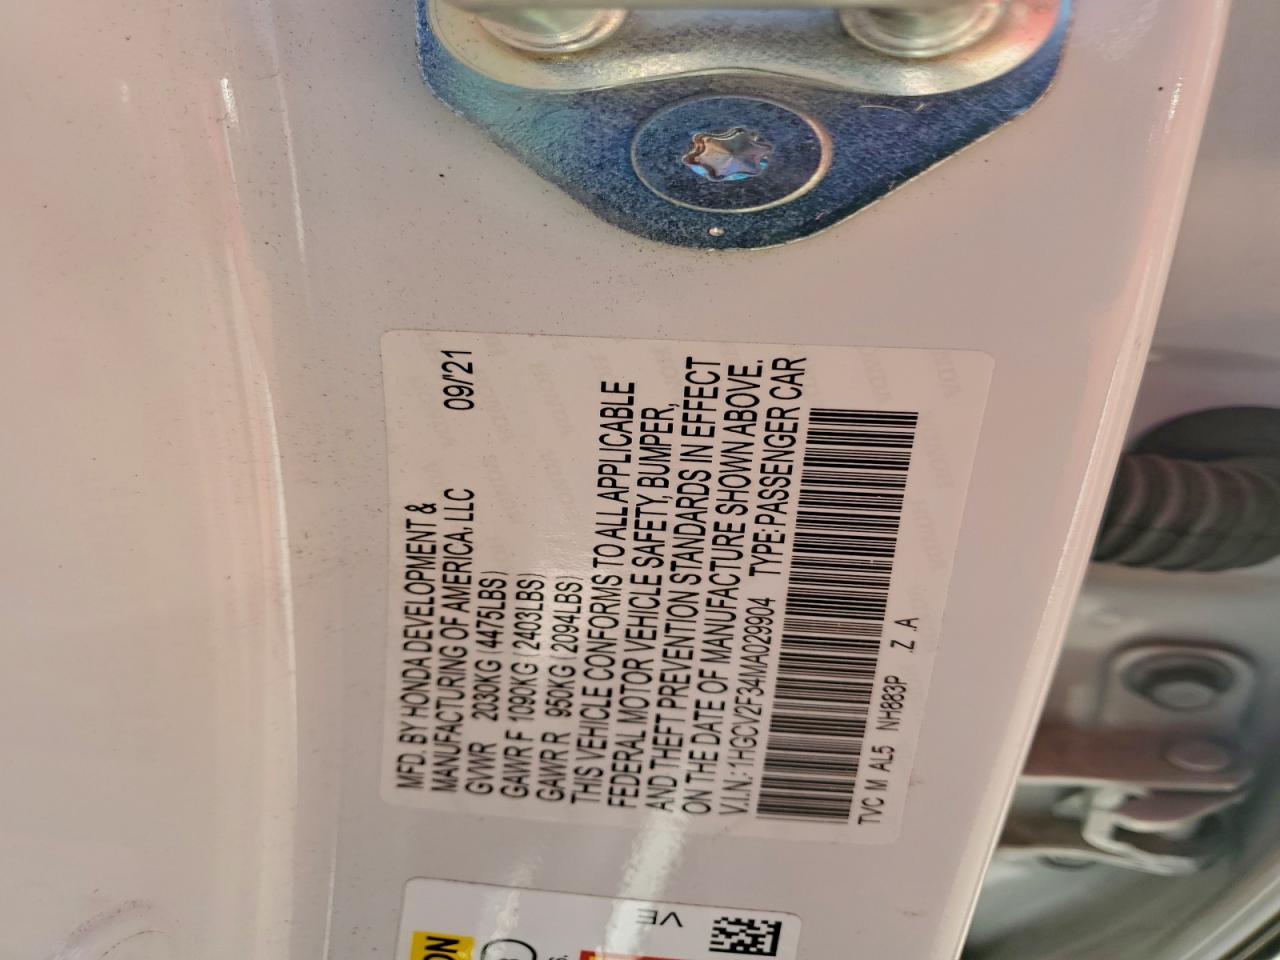 MFD. BY HONDA DEVELOPMENT &
MANUFACTURING OF AMERICA, LLC 09/'21
GVWR 2030KG (4475LBS)
GAWR F 1090KG (2403LBS)
GAWR R 950KG (2094LBS)
THIS VEHICLE CONFORMS TO ALL APPLICABLE
FEDERAL MOTOR VEHICLE SAFETY, BUMPER,
AND THEFT PREVENTION STANDARDS IN EFFECT
ON THE DATE OF MANUFACTURE SHOWN ABOVE.
V.I.N.: 1HGCV2F34MA029904 TYPE: PASSENGER CAR
TVC M AL5 NH883P .Z .A
VE